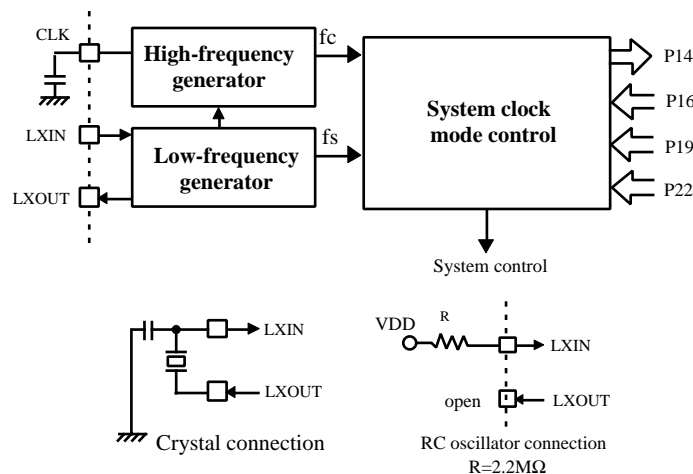 CLK
High-frequency
generator
fc
System clock
mode control
P14
P16
LXIN
Low-frequency
generator
fs
P19
LXOUT
P22
System control
VDD
R
LXIN
LXIN
LXOUT
open
LXOUT
Crystal connection
RC oscillator connection
R=2.2MΩ